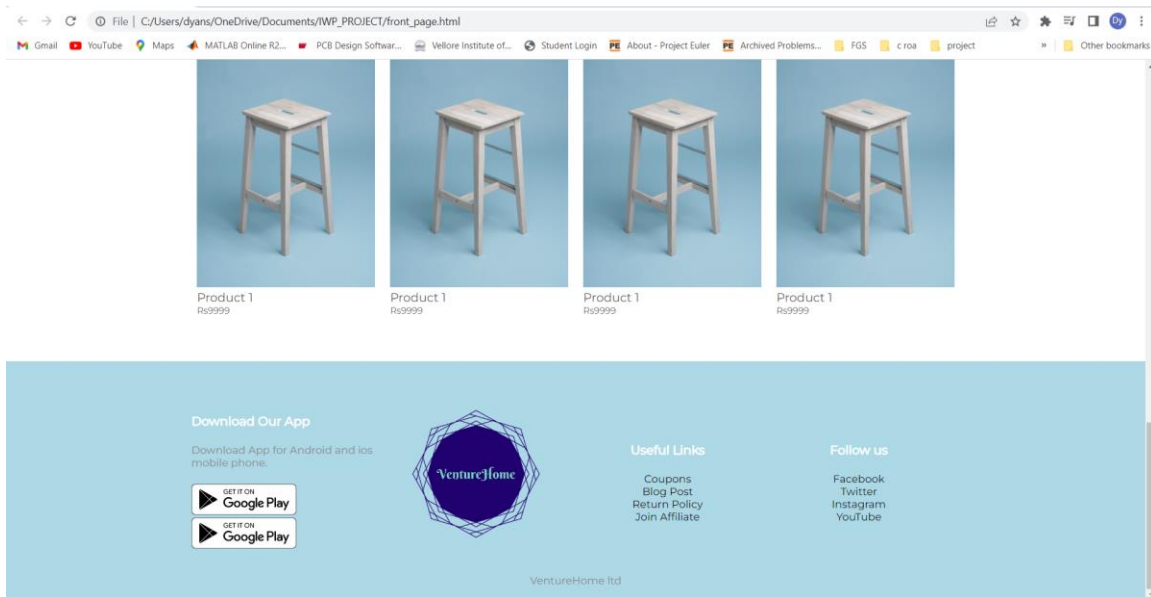 File | C:/Users/dyans/OneDrive/Documents/IWP_PROJECT/front_page.html
Dy
Gmail YouTube Maps MATLAB Online R2... PCB Design Softwar... Vellore Institute of... Student Login PE About - Project Euler PE Archived Problems... FGS c roa project » Other bookmarks
Product 1 Product 1 Product 1 Product 1
Rs9999 Rs9999 Rs9999 Rs9999
Download Our App
Download App for Android and ios
mobile phone.
GET IT ON
Google Play
GET IT ON
Google Play
VentureHome
Useful Links
Coupons
Blog Post
Return Policy
Join Affiliate
Follow us
Facebook
Twitter
Instagram
YouTube
VentureHome ltd